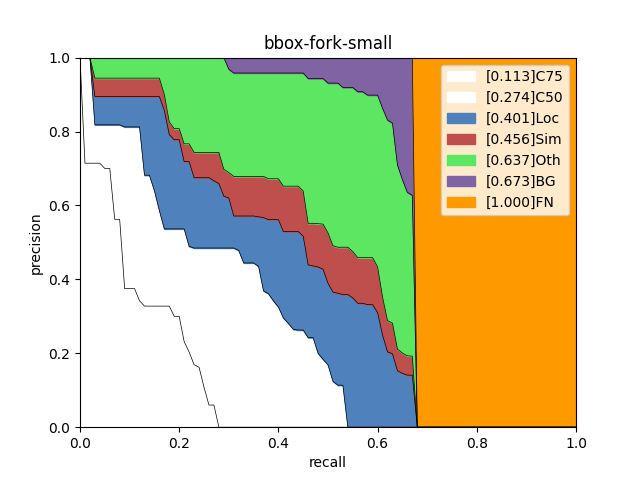 bbox-fork-small
1.0
0.8
0.6
0.4
0.2
0.0
precision
[0.113]C75
[0.274]C50
[0.401]Loc
[0.456]Sim
[0.637]Oth
[0.673]BG
[1.000]FN
0.0 0.2 0.4 0.6 0.8 1.0
recall